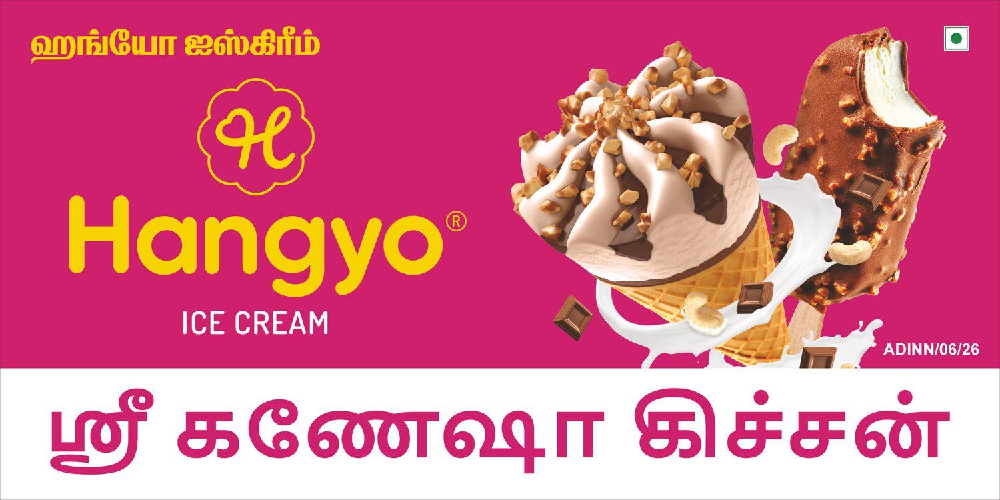 ஹங்யோ ஐஸ்கிரீம்
H
Hangyo®
ICE CREAM
ADINN/06/26
ஸ்ரீ கணேஷா கிச்சன்